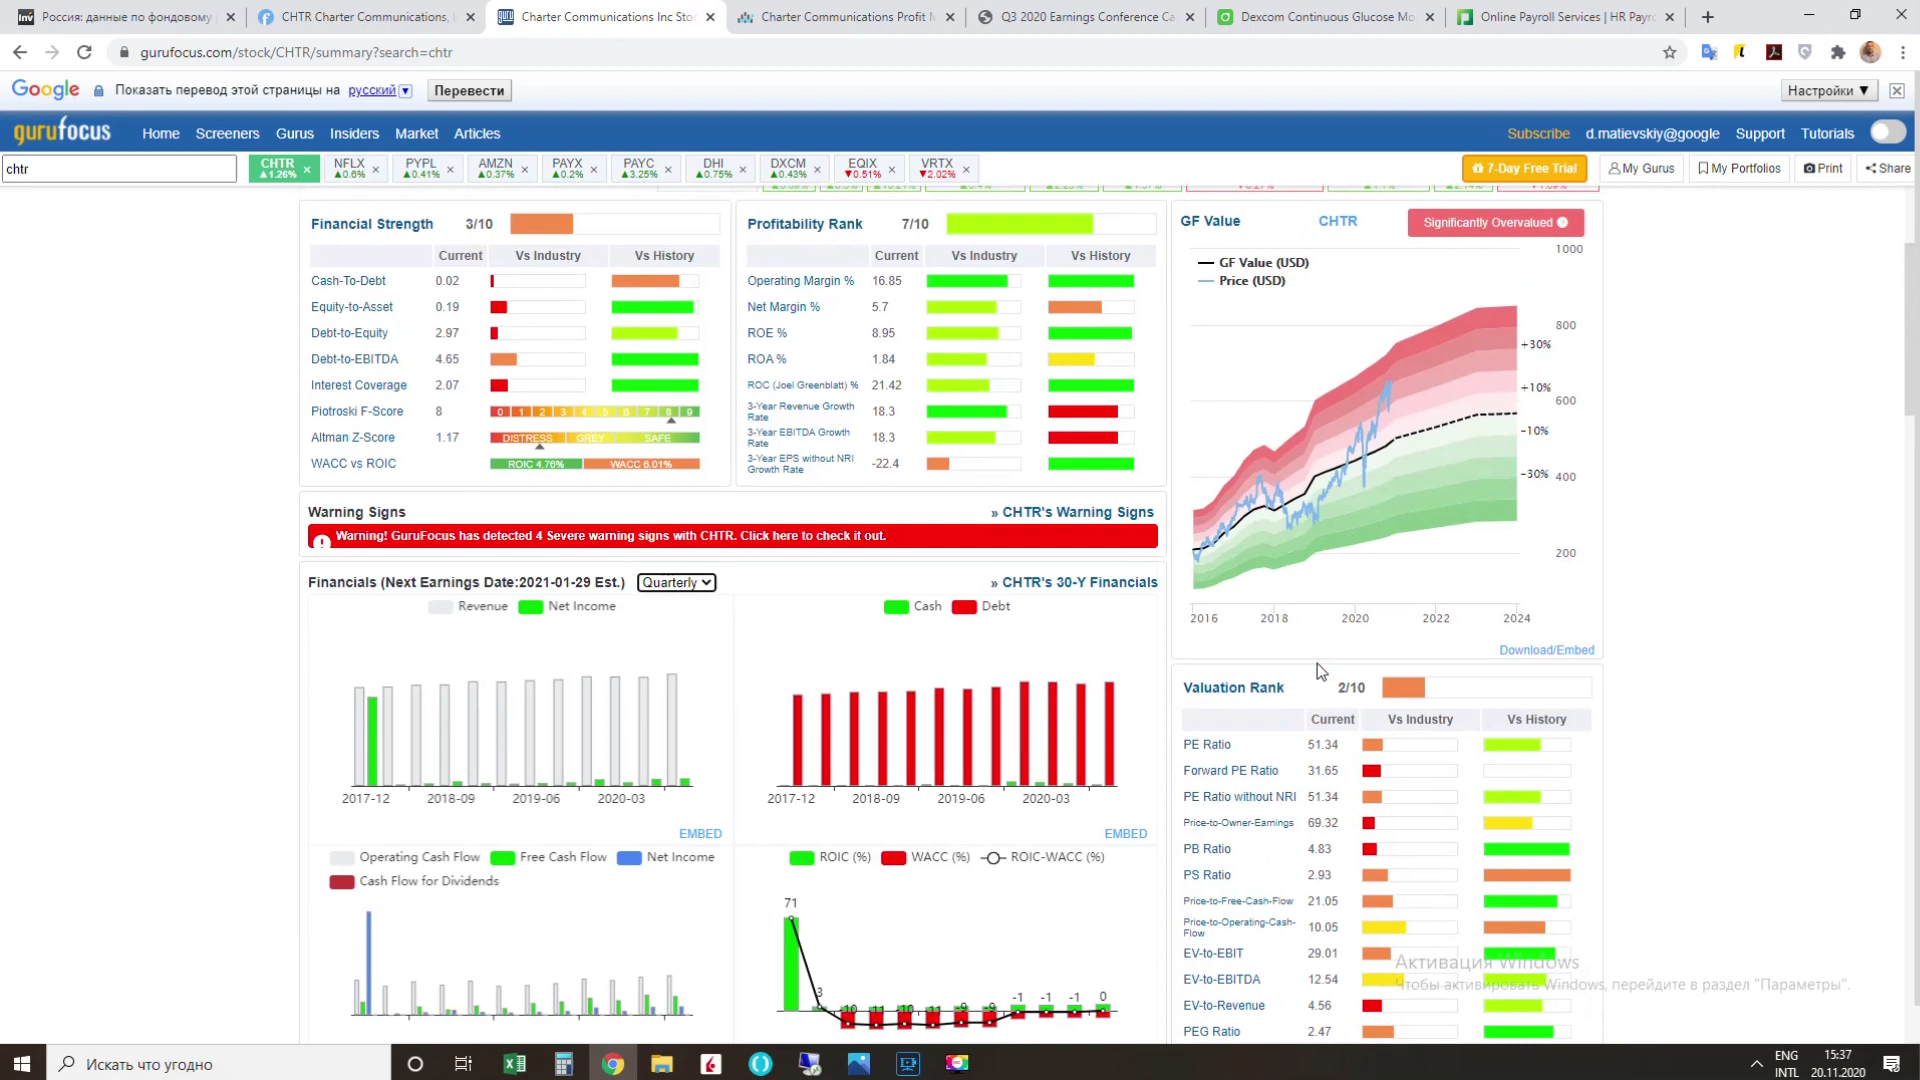 Россия: данные по фондовому
CHTR Charter Communications, I
Charter Communications Inc Sto
Charter Communications Profit M
Q3 2020 Earnings Conference Ca
Dexcom Continuous Glucose Mo
Online Payroll Services | HR Payro
gurufocus.com/stock/CHTR/summary?search=chtr
Google Показать перевод этой страницы на русский Перевести Настройки ▼
gurufocus Home Screeners Gurus Insiders Market Articles Subscribe d.matievskiy@google Support Tutorials
chtr
CHTR ▲1.26%
NFLX ▲0.6%
PYPL ▲0.41%
AMZN ▲0.37%
PAYX ▲0.2%
PAYC ▲3.25%
DHI ▲0.75%
DXCM ▲0.43%
EQIX ▼0.51%
VRTX ▼2.02%
7-Day Free Trial My Gurus My Portfolios Print Share
Financial Strength 3/10
Current Vs Industry Vs History
Cash-To-Debt 0.02
Equity-to-Asset 0.19
Debt-to-Equity 2.97
Debt-to-EBITDA 4.65
Interest Coverage 2.07
Piotroski F-Score 8 0 1 2 3 4 5 6 7 8 9
Altman Z-Score 1.17 DISTRESS GREY SAFE
WACC vs ROIC ROIC 4.76% WACC 6.01%
Profitability Rank 7/10
Current Vs Industry Vs History
Operating Margin % 16.85
Net Margin % 5.7
ROE % 8.95
ROA % 1.84
ROC (Joel Greenblatt) % 21.42
3-Year Revenue Growth Rate 18.3
3-Year EBITDA Growth Rate 18.3
3-Year EPS without NRI Growth Rate -22.4
GF Value CHTR Significantly Overvalued
GF Value (USD)
Price (USD)
1000
800
+30%
+10%
600
-10%
-30%
400
200
2016 2018 2020 2022 2024
Download/Embed
Warning Signs » CHTR's Warning Signs
Warning! GuruFocus has detected 4 Severe warning signs with CHTR. Click here to check it out.
Financials (Next Earnings Date:2021-01-29 Est.) Quarterly » CHTR's 30-Y Financials
Revenue Net Income
2017-12 2018-09 2019-06 2020-03
EMBED
Cash Debt
2017-12 2018-09 2019-06 2020-03
EMBED
Operating Cash Flow Free Cash Flow Net Income
Cash Flow for Dividends
ROIC (%) WACC (%) ROIC-WACC (%)
71
3 -10 -11 -10 -11 -9 -9 -1 -1 -1 0
Valuation Rank 2/10
Current Vs Industry Vs History
PE Ratio 51.34
Forward PE Ratio 31.65
PE Ratio without NRI 51.34
Price-to-Owner-Earnings 69.32
PB Ratio 4.83
PS Ratio 2.93
Price-to-Free-Cash-Flow 21.05
Price-to-Operating-Cash-Flow 10.05
EV-to-EBIT 29.01
EV-to-EBITDA 12.54
EV-to-Revenue 4.56
PEG Ratio 2.47
Активация Windows
Чтобы активировать Windows, перейдите в раздел "Параметры".
Искать что угодно
ENG 15:37
INTL 20.11.2020